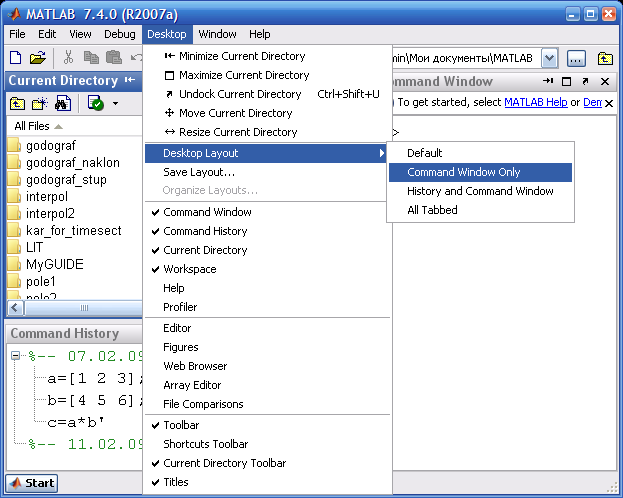 MATLAB 7.4.0 (R2007a)
File Edit View Debug Desktop Window Help
min\Мои документы\MATLAB
Current Directory
All Files
godograf
godograf_naklon
godograf_stup
interpol
interpol2
kar_for_timesect
LIT
MyGUIDE
pole1
pole2
Command History
%-- 07.02.09
a=[1 2 3];
b=[4 5 6];
c=a*b'
%-- 11.02.09
Minimize Current Directory
Maximize Current Directory
Undock Current Directory Ctrl+Shift+U
Move Current Directory
Resize Current Directory
Desktop Layout
Save Layout...
Organize Layouts...
Command Window
Command History
Current Directory
Workspace
Help
Profiler
Editor
Figures
Web Browser
Array Editor
File Comparisons
Toolbar
Shortcuts Toolbar
Current Directory Toolbar
Titles
ommand Window
) To get started, select MATLAB Help or Den
>
Default
Command Window Only
History and Command Window
All Tabbed
Start